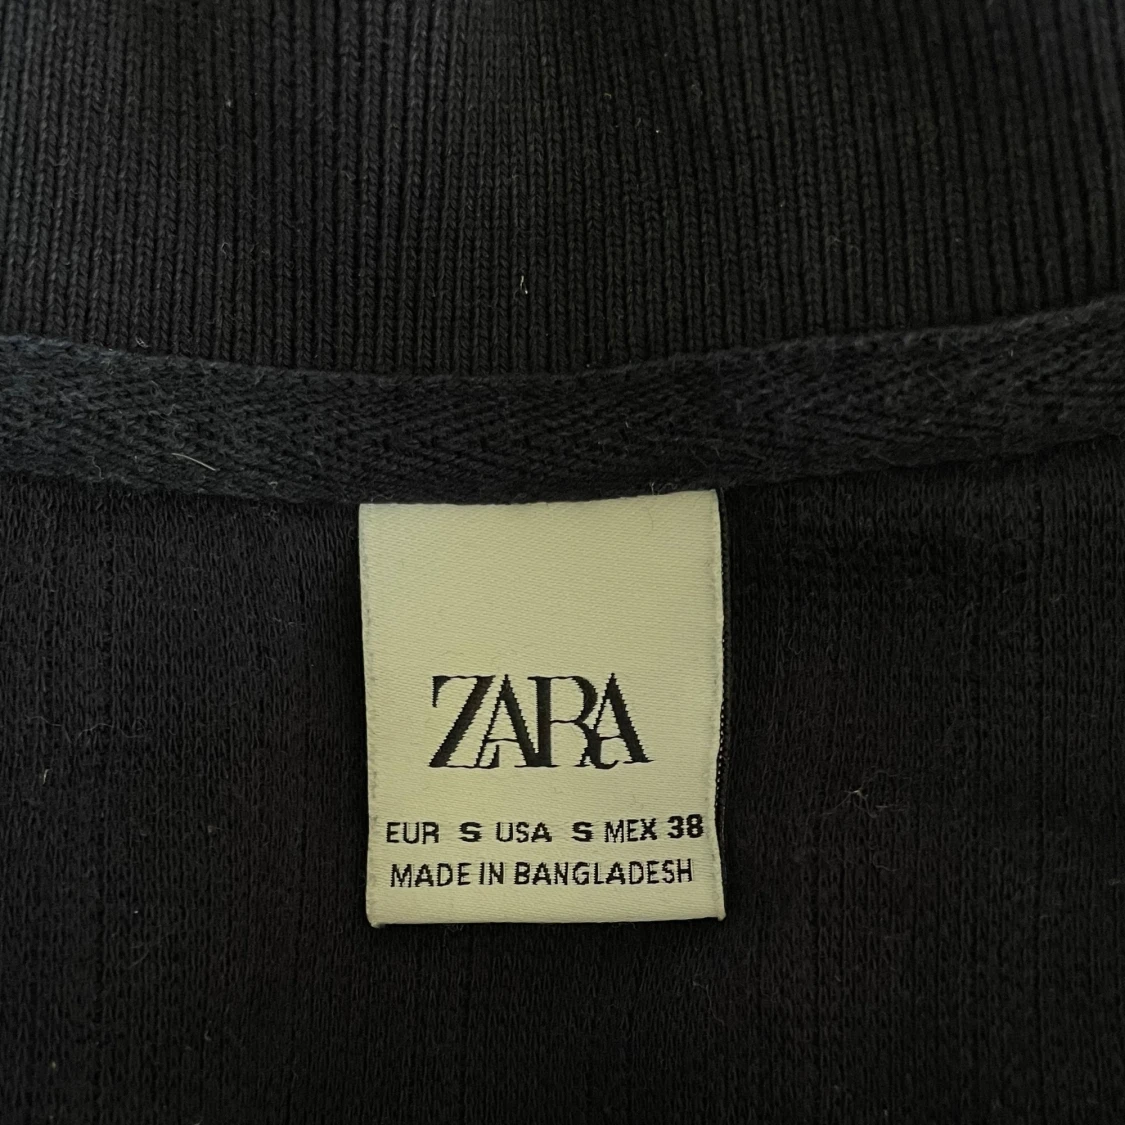 ZARA
EUR S USA S MEX 38
MADE IN BANGLADESH